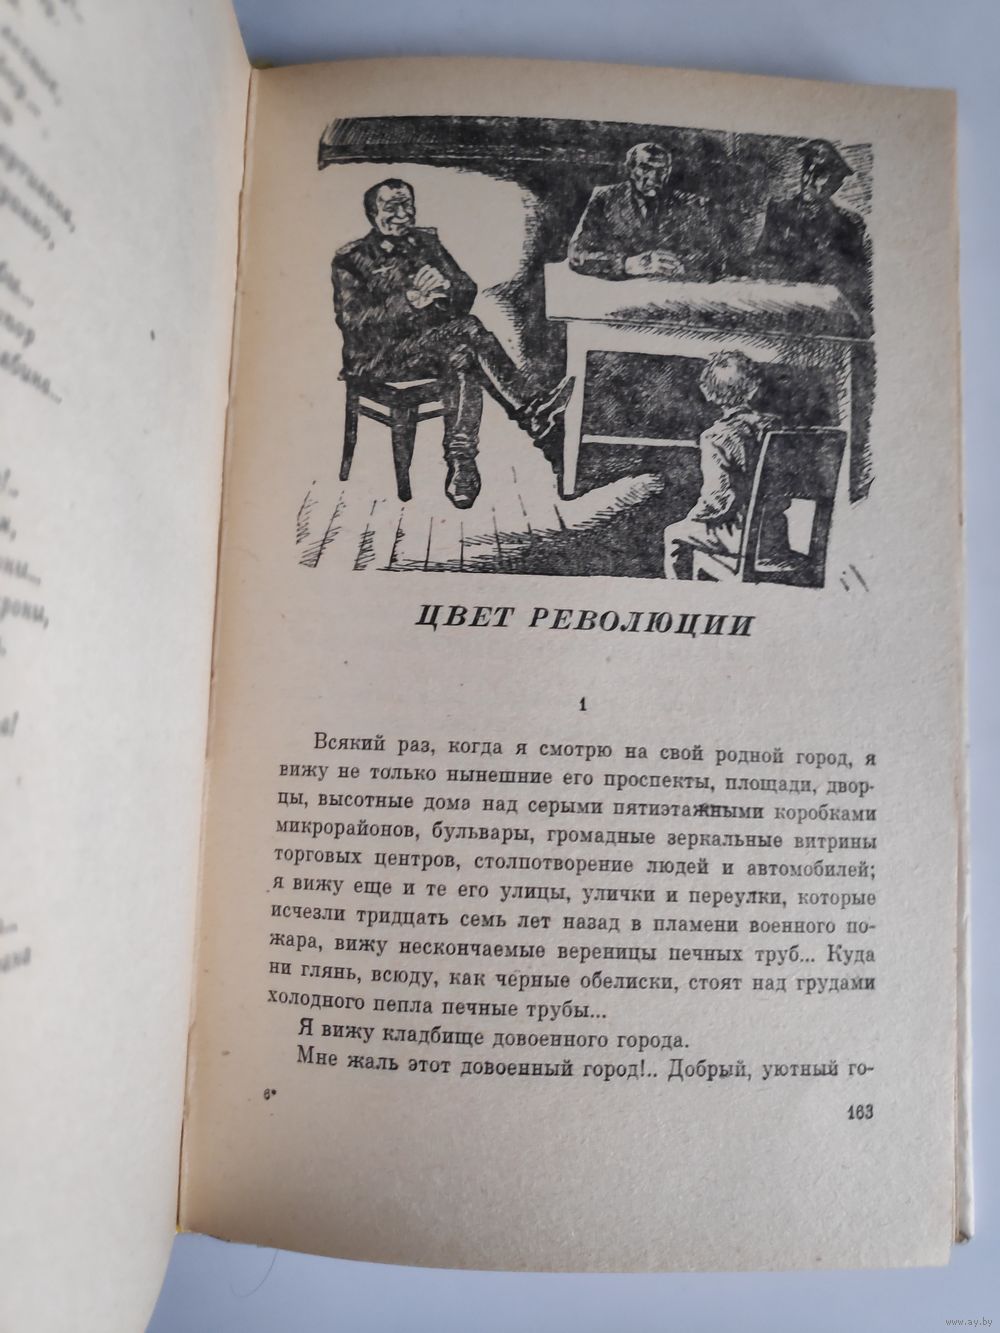 ЦВЕТ РЕВОЛЮЦИИ
1
Всякий раз, когда я смотрю на свой родной город, я
вижу не только нынешние его проспекты, площади, двор-
цы, высотные дома над серыми пятиэтажными коробками
микрорайонов, бульвары, громадные зеркальные витрины
торговых центров, столпотворение людей и автомобилей;
я вижу еще и те его улицы, улички и переулки, которые
исчезли тридцать семь лет назад в пламени военного по-
жара, вижу нескончаемые вереницы печных труб... Куда
ни глянь, всюду, как черные обелиски, стоят над грудами
холодного пепла печные трубы...
Я вижу кладбище довоенного города.
Мне жаль этот довоенный город!.. Добрый, уютный го-
6*
163
www.ay.by